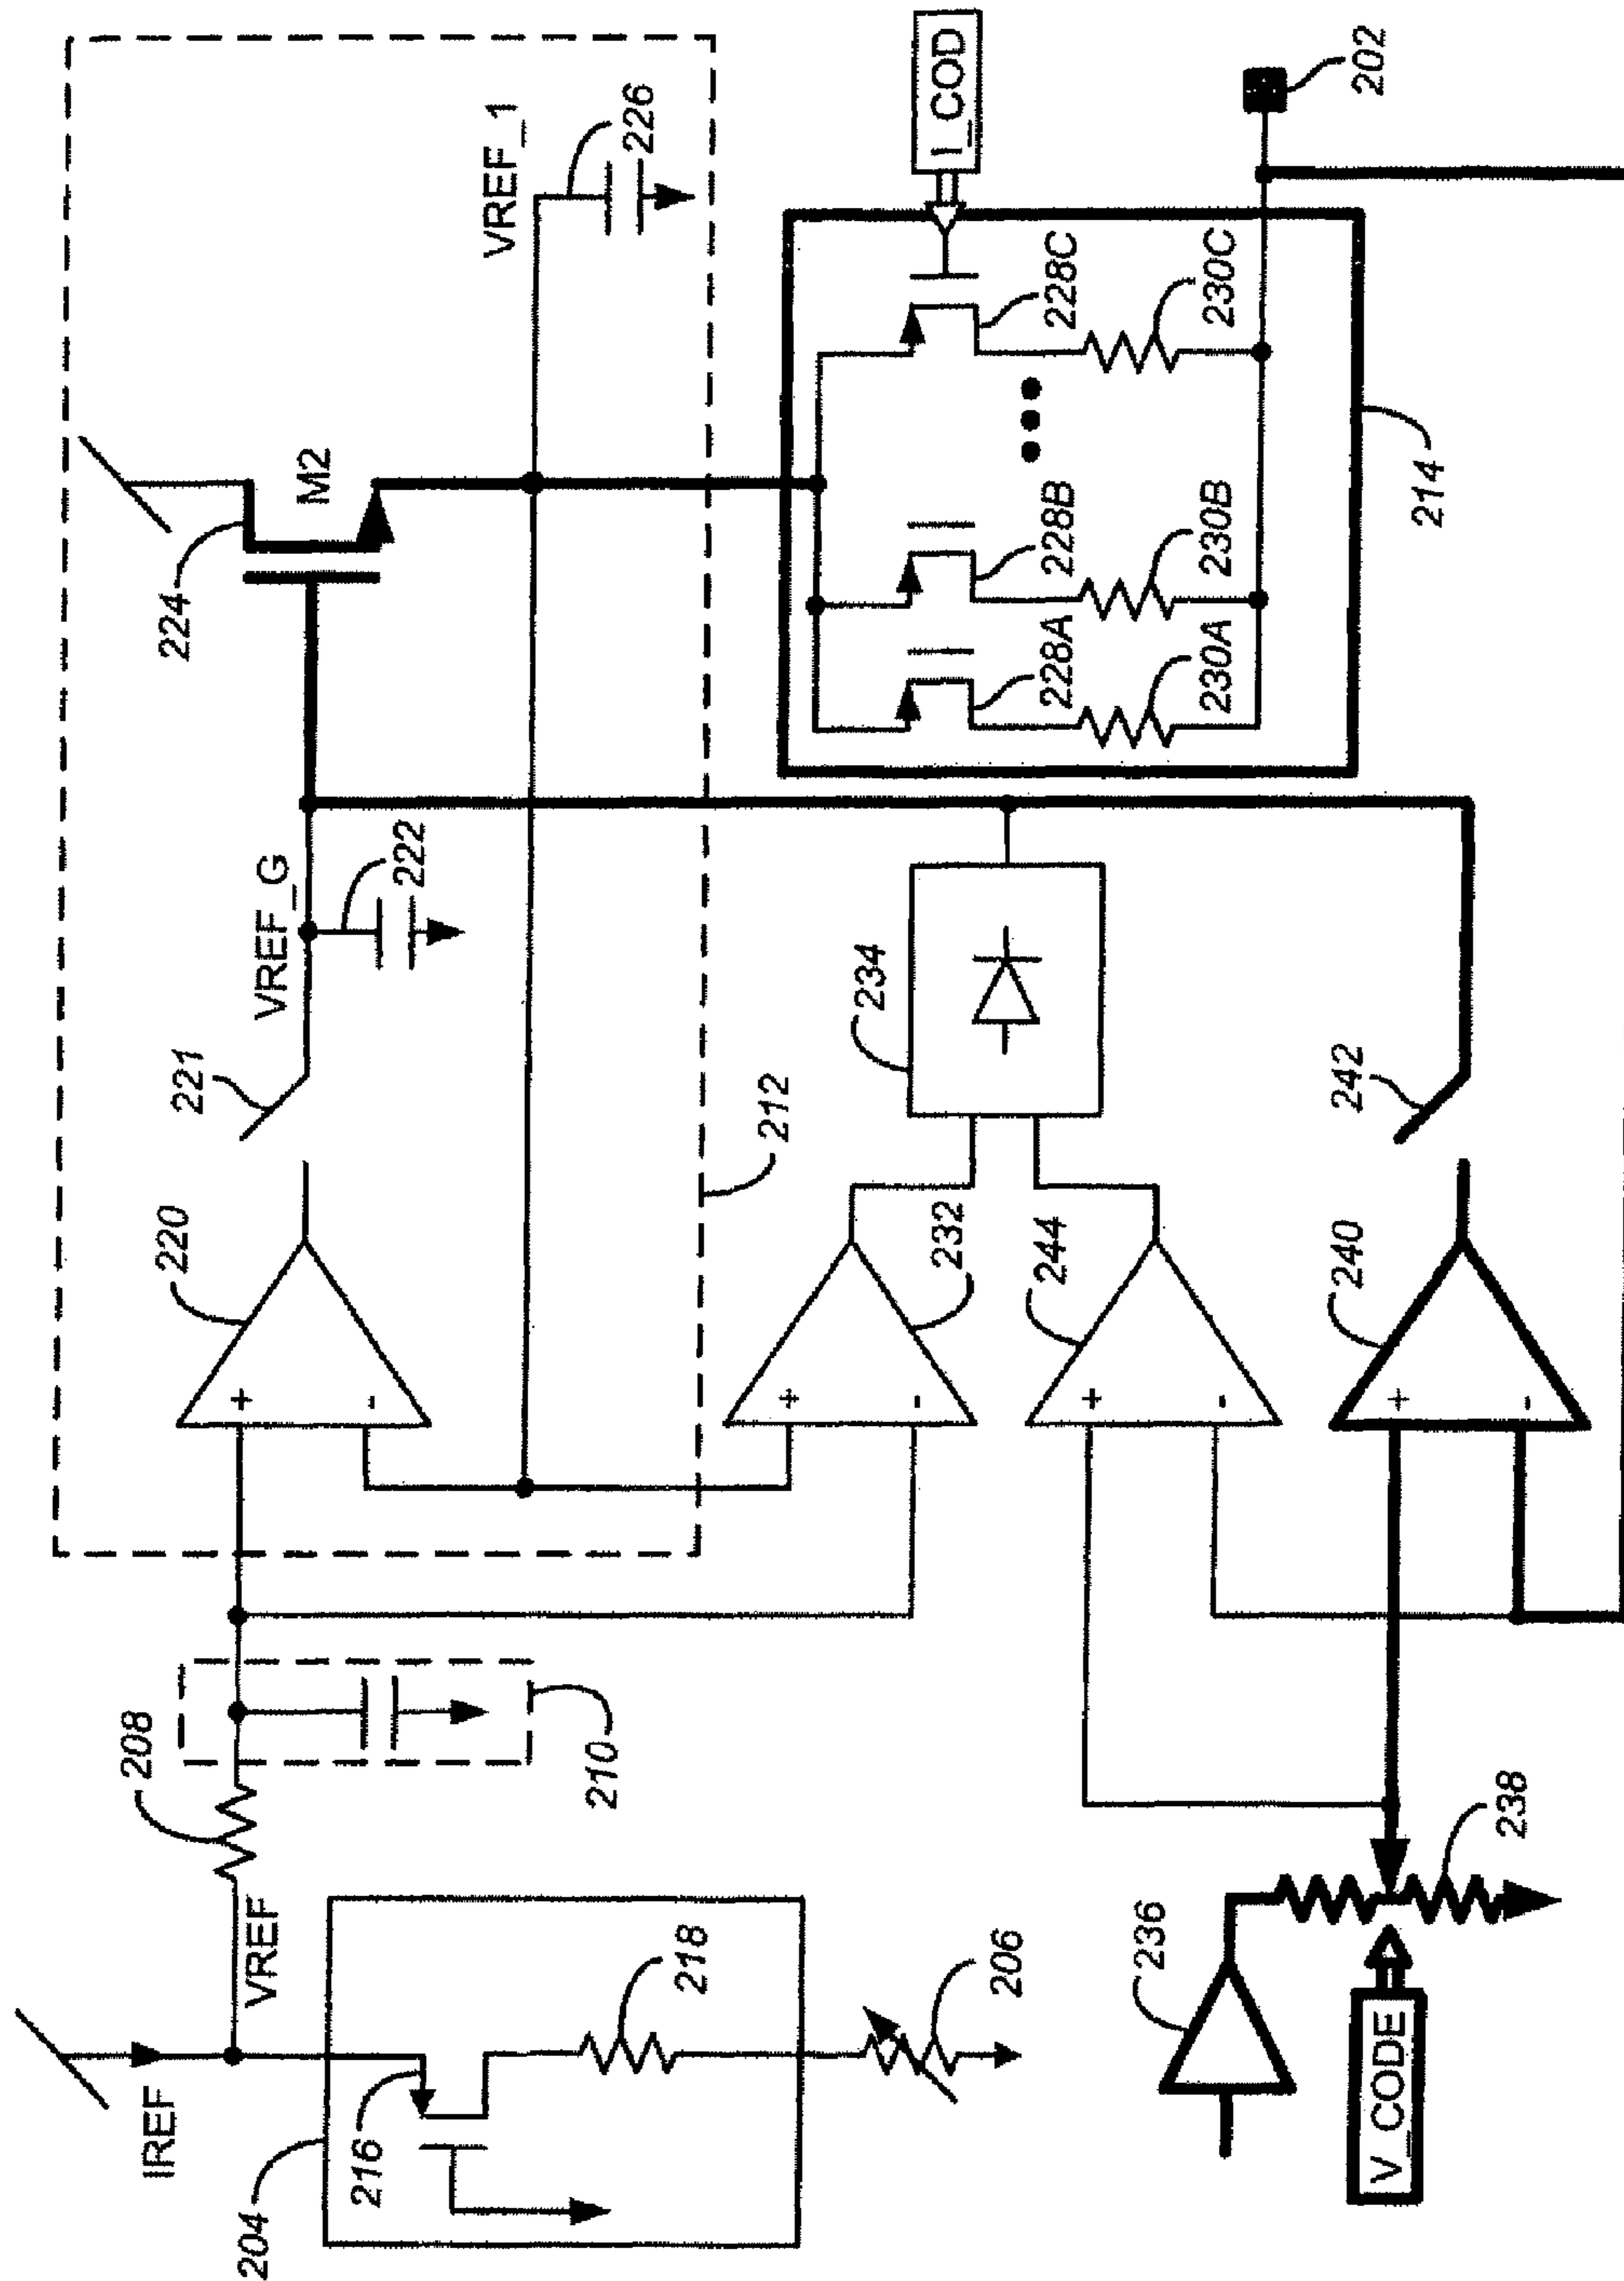 IREF
VREF
204
216
218
206
208
210
220
221
VREF_G
222
224
M2
VREF_1
226
212
+
-
232
+
-
234
244
+
-
240
+
-
242
236
238
V_CODE
I_COD
228A
228B
228C
230A
230B
230C
214
202